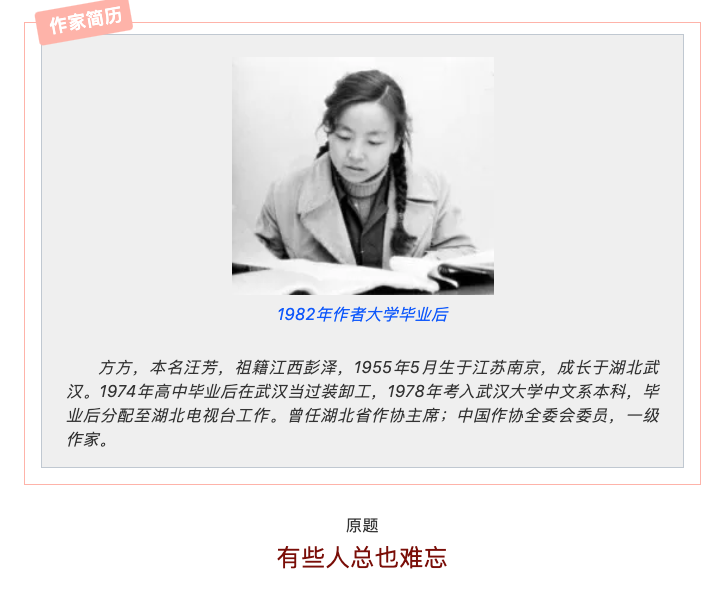 作家简历
1982年作者大学毕业后
方方，本名汪芳，祖籍江西彭泽，1955年5月生于江苏南京，成长于湖北武
汉。1974年高中毕业后在武汉当过装卸工，1978年考入武汉大学中文系本科，毕
业后分配至湖北电视台工作。曾任湖北省作协主席；中国作协全委会委员，一级
作家。
原题
有些人总也难忘